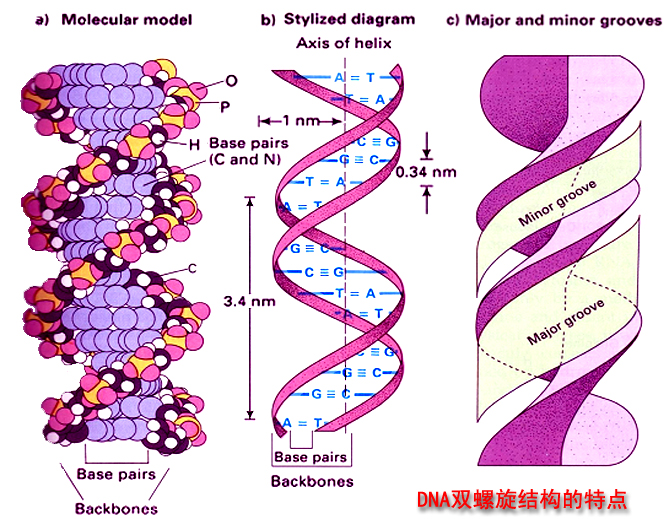 a) Molecular model
O
P
H
Base pairs
(C and N)
C
Base pairs
Backbones
b) Stylized diagram
Axis of helix
A = T
T = A
1 nm
C ≡ G
G ≡ C
0.34 nm
T = A
A = T
3.4 nm
G ≡ C
C ≡ G
T = A
A = T
C ≡ G
G ≡ C
G ≡ C
A = T
Base pairs
Backbones
c) Major and minor grooves
Minor groove
Major groove
DNA双螺旋结构的特点